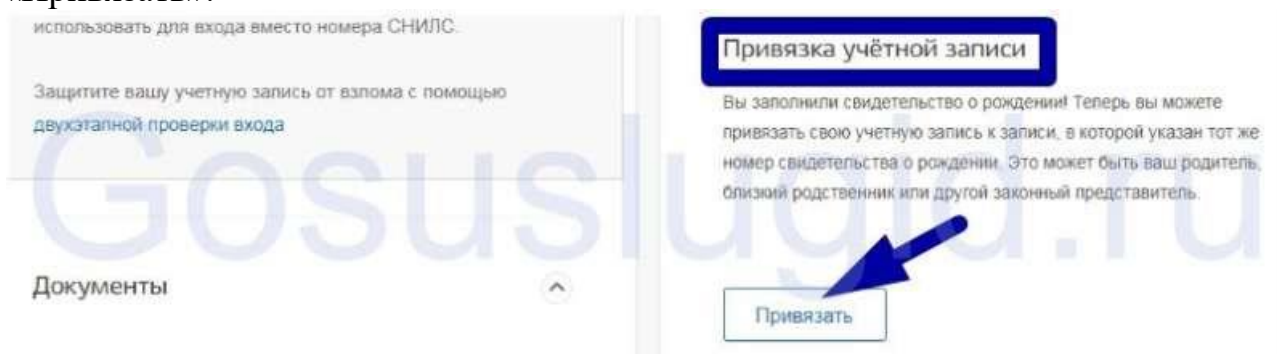 использовать для входа вместо номера СНИЛС.
Защитите вашу учетную запись от взлома с помощью
двухэтапной проверки входа
Документы
Привязка учётной записи
Вы заполнили свидетельство о рождении! Теперь вы можете
привязать свою учетную запись к записи, в которой указан тот же
номер свидетельства о рождении. Это может быть ваш родитель,
близкий родственник или другой законный представитель.
Привязать
Gosuslugid.ru